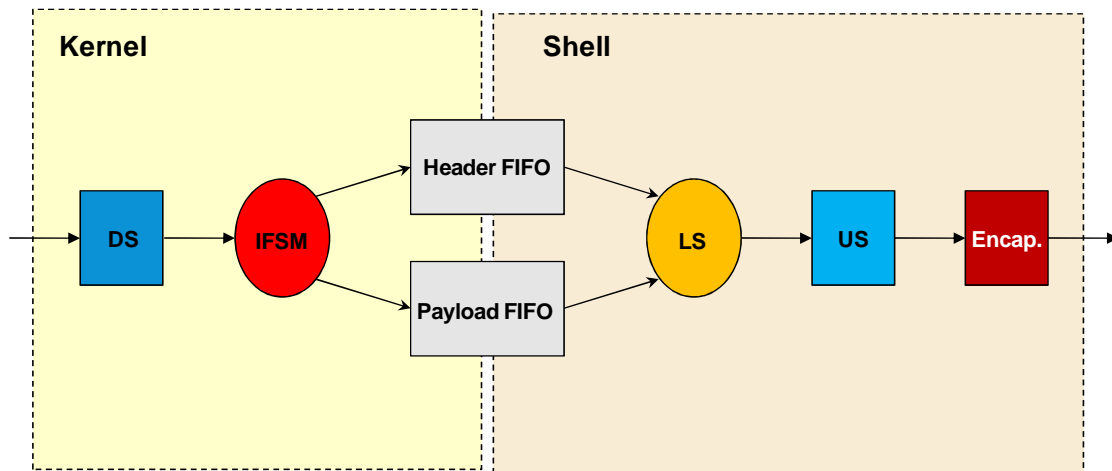 Kernel
Shell
Header FIFO
DS
IFSM
LS
US
Encap.
Payload FIFO